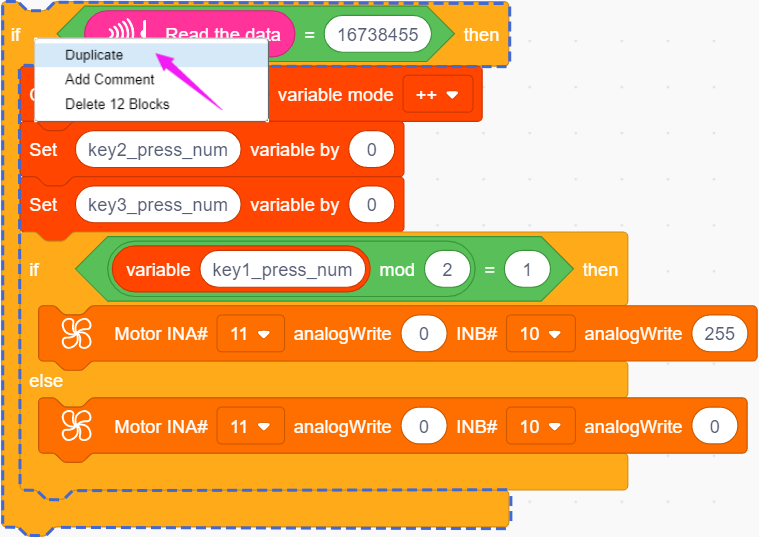 if Read the data = 16738455 then
Duplicate
Add Comment
Delete 12 Blocks
variable mode ++
Set key2_press_num variable by 0
Set key3_press_num variable by 0
if variable key1_press_num mod 2 = 1 then
Motor INA# 11 analogWrite 0 INB# 10 analogWrite 255
else
Motor INA# 11 analogWrite 0 INB# 10 analogWrite 0